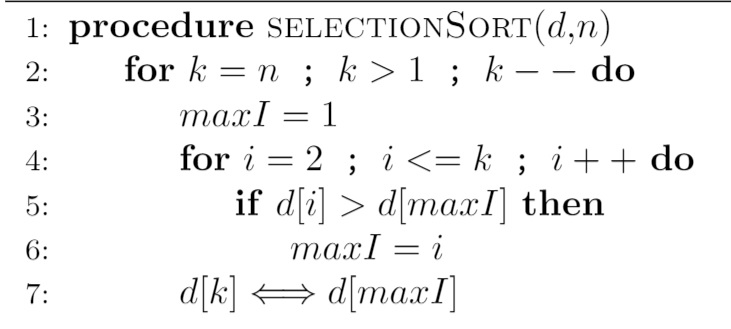 1: procedure SELECTIONSORT(d,n)
2: for k = n ; k > 1 ; k − − do
3: maxI = 1
4: for i = 2 ; i <= k ; i + + do
5: if d[i] > d[maxI] then
6: maxI = i
7: d[k] ⟺ d[maxI]